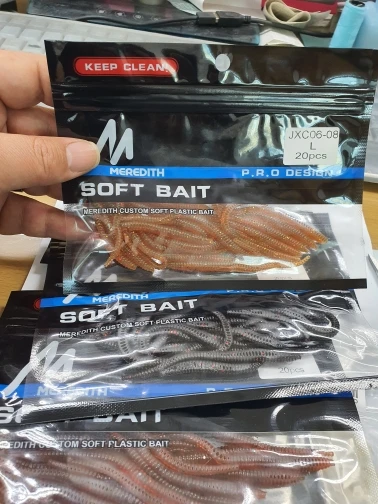 KEEP CLEAN
JXC06-08
L
20pcs
MEREDITH
P.R.O DESIGN
SOFT BAIT
MEREDITH CUSTOM SOFT PLASTIC BAIT
MEREDITH
SOFT BAIT
MEREDITH CUSTOM SOFT PLASTIC BAIT
20pcs
SOFT BAIT
MEREDITH CUSTOM SOFT PLASTIC BAIT